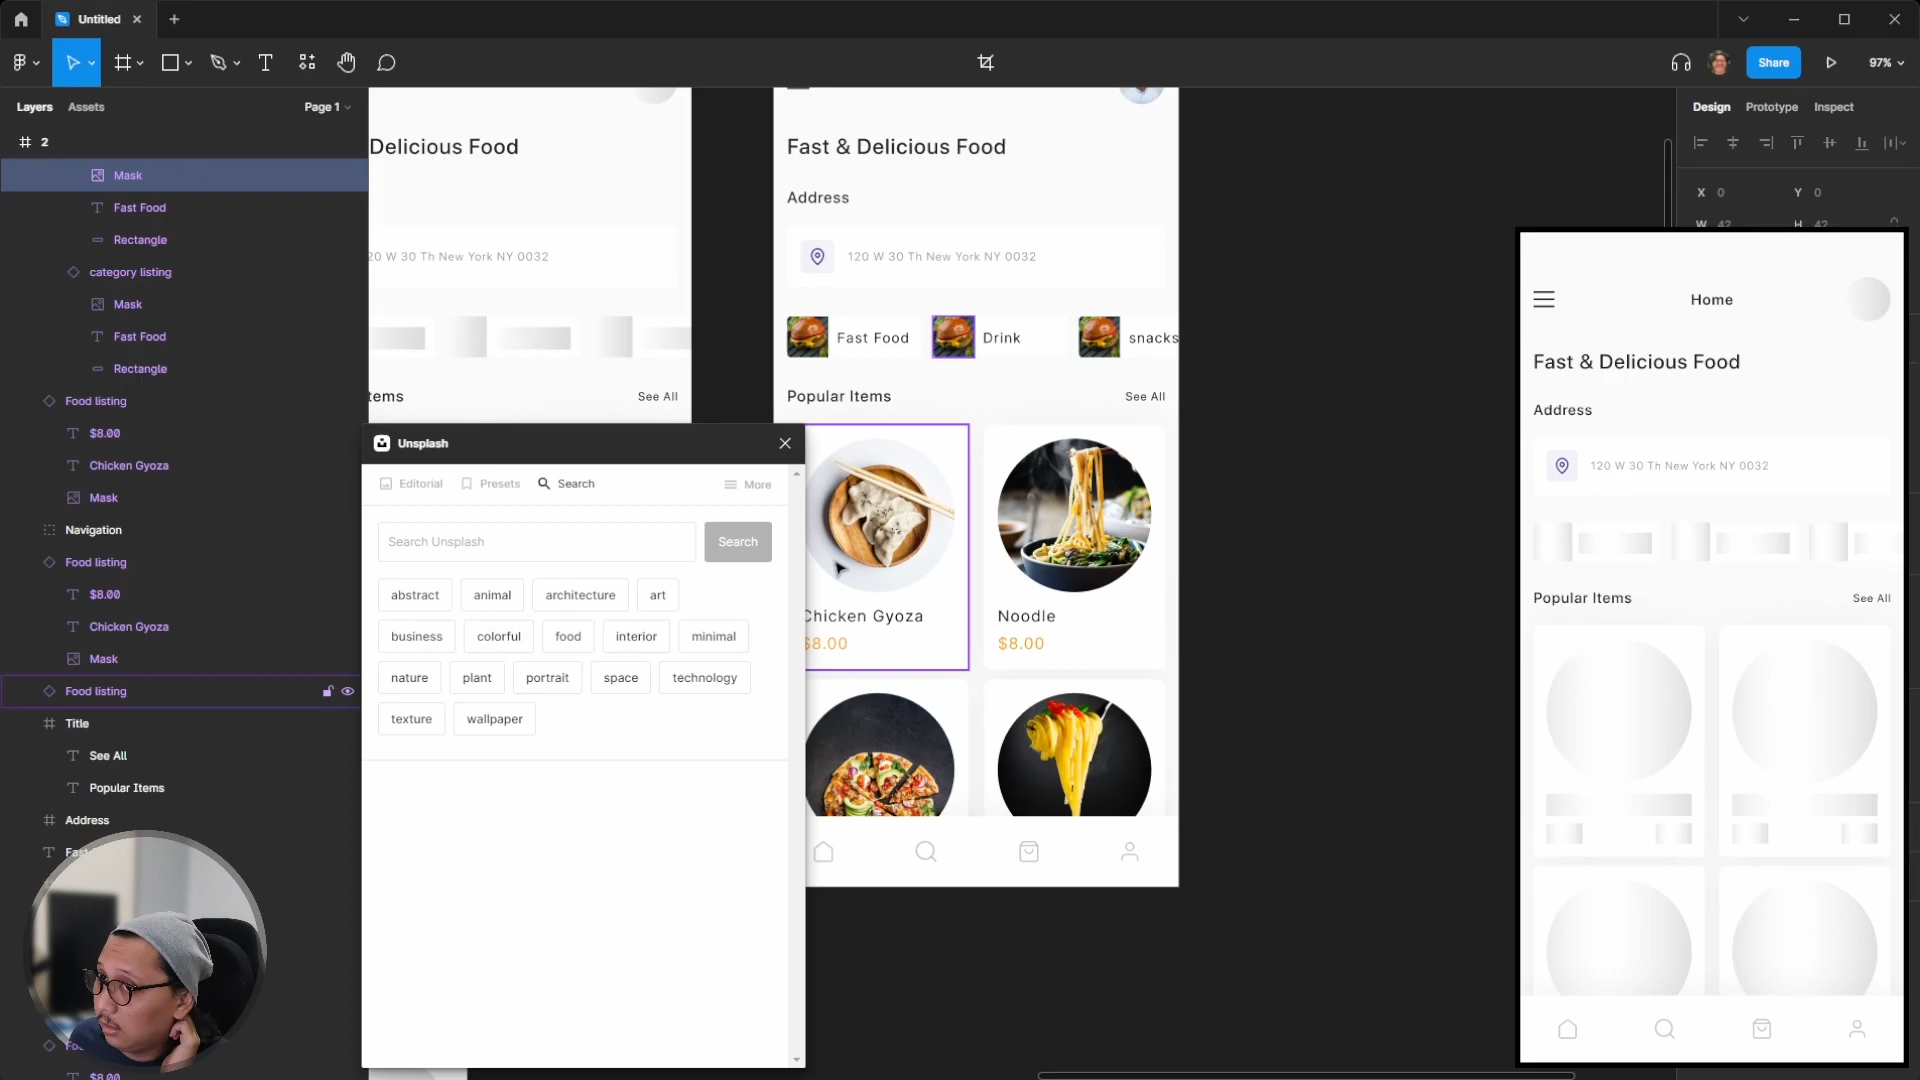 Untitled
Share
97%
Layers
Assets
Page 1
Design
Prototype
Inspect
2
Mask
Fast Food
Rectangle
category listing
Mask
Fast Food
Rectangle
Food listing
$8.00
Chicken Gyoza
Mask
Navigation
Food listing
$8.00
Chicken Gyoza
Mask
Food listing
Title
See All
Popular Items
Address
$8.00
X 0
Y 0
W 42
H 42
Delicious Food
20 W 30 Th New York NY 0032
See All
Fast & Delicious Food
Address
120 W 30 Th New York NY 0032
Fast Food
Drink
snacks
Popular Items
See All
Chicken Gyoza
$8.00
Noodle
$8.00
Unsplash
Editorial
Presets
Search
More
Search Unsplash
Search
abstract
animal
architecture
art
business
colorful
food
interior
minimal
nature
plant
portrait
space
technology
texture
wallpaper
Home
Fast & Delicious Food
Address
120 W 30 Th New York NY 0032
Popular Items
See All